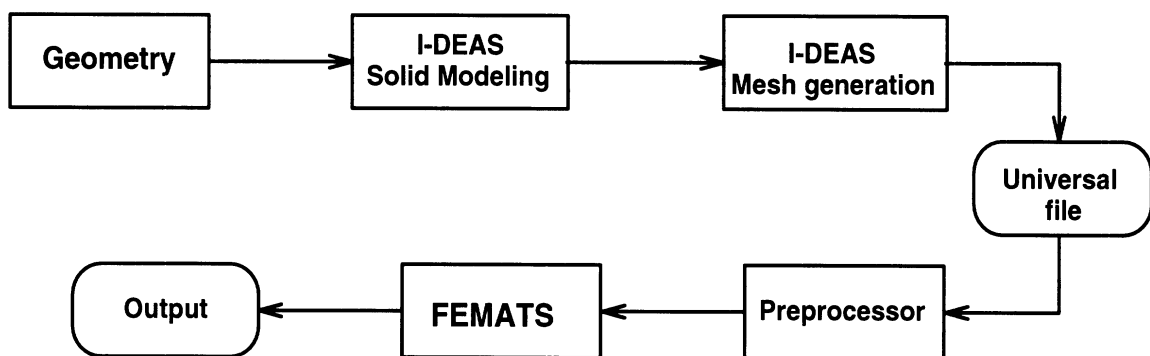 Geometry
I-DEAS
Solid Modeling
I-DEAS
Mesh generation
Universal
file
Preprocessor
FEMATS
Output